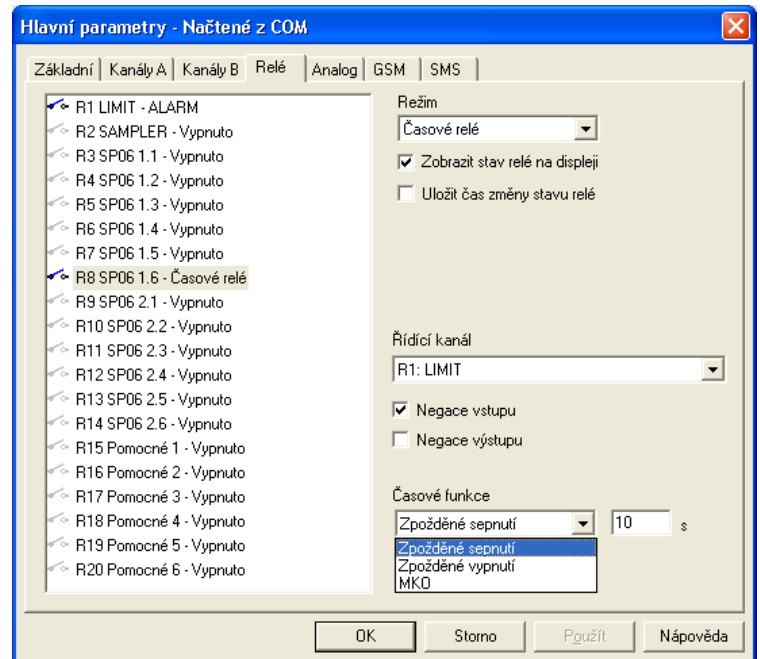 Hlavní parametry - Načtené z COM
Základní
Kanály A
Kanály B
Relé
Analog
GSM
SMS
R1 LIMIT - ALARM
R2 SAMPLER - Vypnuto
R3 SP06 1.1 - Vypnuto
R4 SP06 1.2 - Vypnuto
R5 SP06 1.3 - Vypnuto
R6 SP06 1.4 - Vypnuto
R7 SP06 1.5 - Vypnuto
R8 SP06 1.6 - Časové relé
R9 SP06 2.1 - Vypnuto
R10 SP06 2.2 - Vypnuto
R11 SP06 2.3 - Vypnuto
R12 SP06 2.4 - Vypnuto
R13 SP06 2.5 - Vypnuto
R14 SP06 2.6 - Vypnuto
R15 Pomocné 1 - Vypnuto
R16 Pomocné 2 - Vypnuto
R17 Pomocné 3 - Vypnuto
R18 Pomocné 4 - Vypnuto
R19 Pomocné 5 - Vypnuto
R20 Pomocné 6 - Vypnuto
Režim
Časové relé
Zobrazit stav relé na displeji
Uložit čas změny stavu relé
Řídící kanál
R1: LIMIT
Negace vstupu
Negace výstupu
Časové funkce
Zpožděné sepnutí 10 s
Zpožděné sepnutí
Zpožděné vypnutí
MKO
OK
Storno
Použít
Nápověda